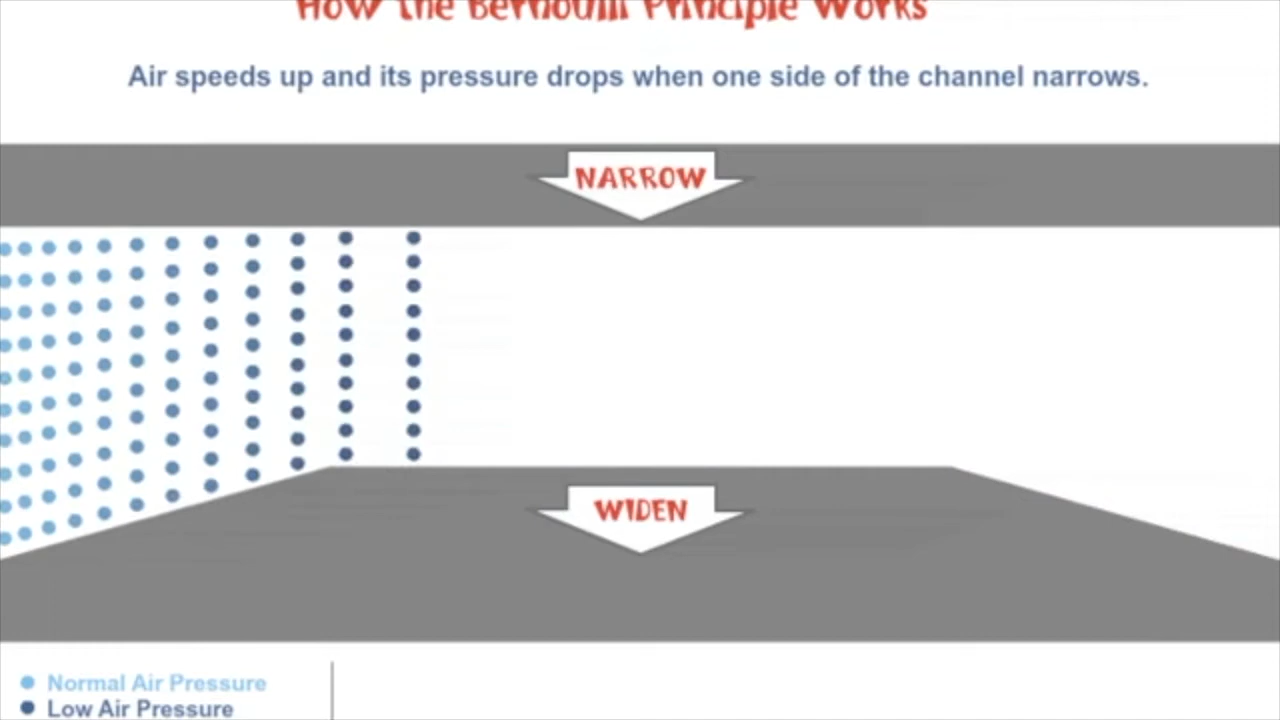 How the Bernoulli Principle Works
Air speeds up and its pressure drops when one side of the channel narrows.
NARROW
WIDEN
Normal Air Pressure
Low Air Pressure